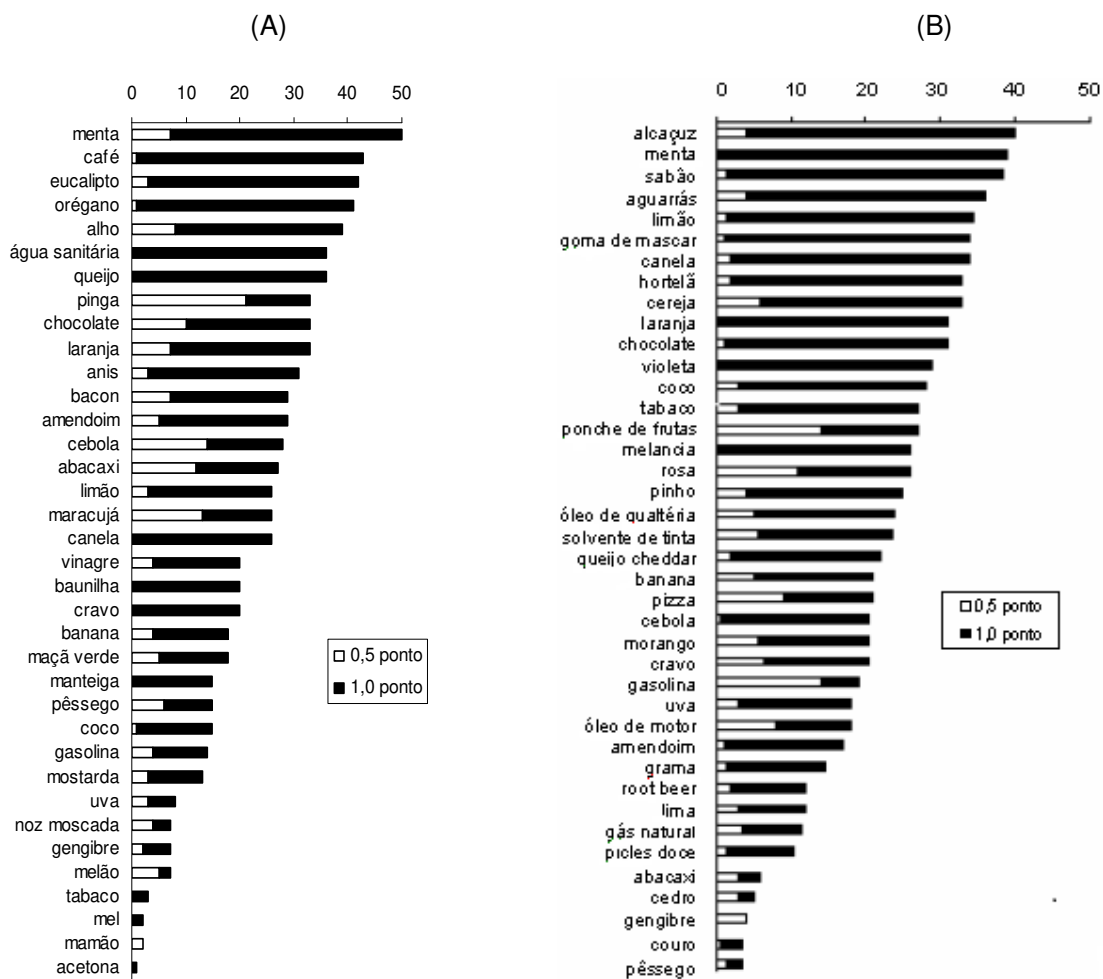 (A)
0 10 20 30 40 50
menta
café
eucalipto
orégano
alho
água sanitária
queijo
pinga
chocolate
laranja
anis
bacon
amendoim
cebola
abacaxi
limão
maracujá
canela
vinagre
baunilha
cravo
banana
maçã verde
manteiga
pêssego
coco
gasolina
mostarda
uva
noz moscada
gengibre
melão
tabaco
mel
mamão
acetona
0,5 ponto
1,0 ponto
(B)
0 10 20 30 40 50
alcaçuz
menta
sabão
aguarrás
limão
goma de mascar
canela
hortelã
cereja
laranja
chocolate
violeta
coco
tabaco
ponche de frutas
melancia
rosa
pinho
óleo de qualtéria
solvente de tinta
queijo cheddar
banana
pizza
cebola
morango
cravo
gasolina
uva
óleo de motor
amendoim
grama
root beer
lima
gás natural
picles doce
abacaxi
cedro
gengibre
couro
pêssego
0,5 ponto
1,0 ponto